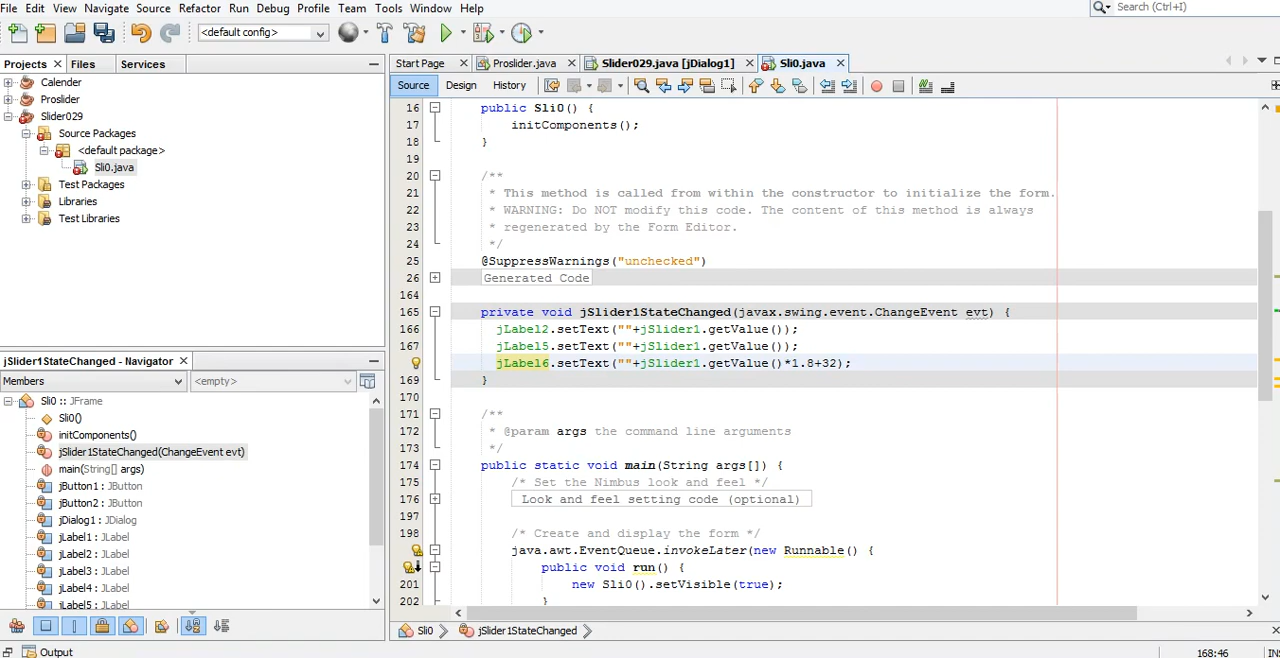 File Edit View Navigate Source Refactor Run Debug Profile Team Tools Window Help
Search (Ctrl+I)
<default config>
Projects Files Services
Calender
Proslider
Slider029
Source Packages
<default package>
Sli0.java
Test Packages
Libraries
Test Libraries
jSlider1StateChanged - Navigator
Members <empty>
Sli0 :: JFrame
Sli0()
initComponents()
jSlider1StateChanged(ChangeEvent evt)
main(String[] args)
jButton1 : JButton
jButton2 : JButton
jDialog1 : JDialog
jLabel1 : JLabel
jLabel2 : JLabel
jLabel3 : JLabel
jLabel4 : JLabel
jLabel5 : JLabel
Start Page Proslider.java Slider029.java [jDialog1] Sli0.java
Source Design History
16 public Sli0() {
17 initComponents();
18 }
19
20 /**
21 * This method is called from within the constructor to initialize the form.
22 * WARNING: Do NOT modify this code. The content of this method is always
23 * regenerated by the Form Editor.
24 */
25 @SuppressWarnings("unchecked")
26 Generated Code
164
165 private void jSlider1StateChanged(javax.swing.event.ChangeEvent evt) {
166 jLabel2.setText(""+jSlider1.getValue());
167 jLabel5.setText(""+jSlider1.getValue());
jLabel6.setText(""+jSlider1.getValue()*1.8+32);
169 }
170
171 /**
172 * @param args the command line arguments
173 */
174 public static void main(String args[]) {
175 /* Set the Nimbus look and feel */
176 Look and feel setting code (optional)
197
198 /* Create and display the form */
java.awt.EventQueue.invokeLater(new Runnable() {
public void run() {
201 new Sli0().setVisible(true);
202 }
Sli0 jSlider1StateChanged
Output
168:46 IN